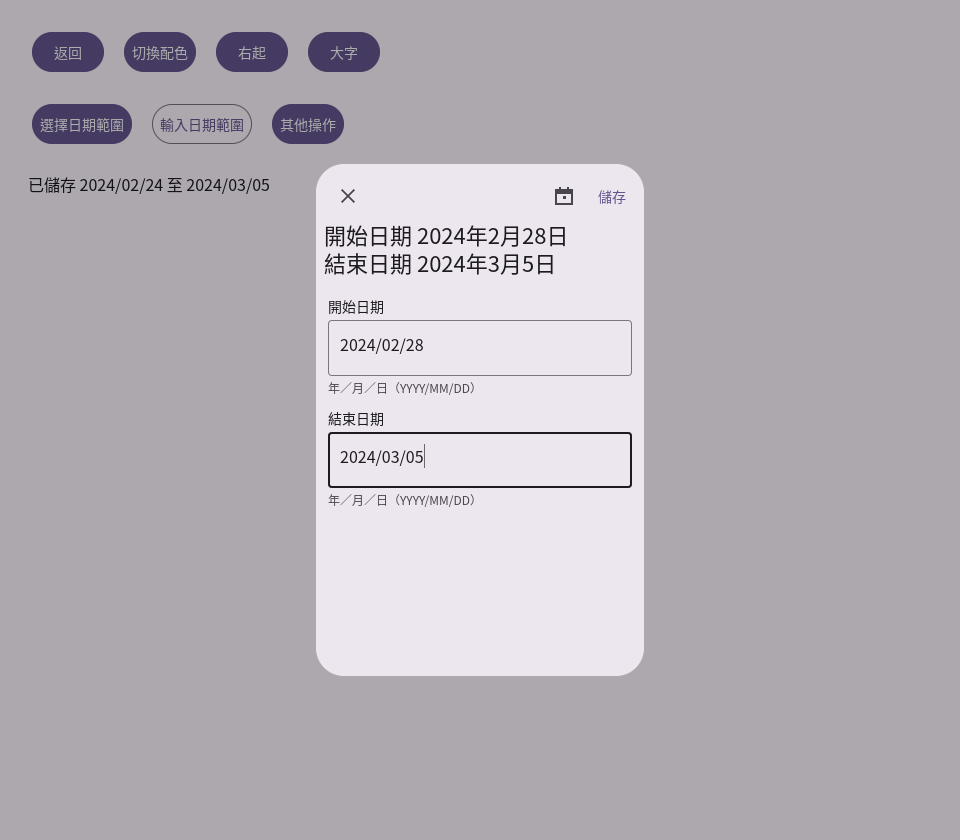 返回 切換配色 右起 大字
選擇日期範圍 輸入日期範圍 其他操作
已儲存 2024/02/24 至 2024/03/05
儲存
開始日期 2024年2月28日
結束日期 2024年3月5日
開始日期
2024/02/28
年／月／日（YYYY/MM/DD）
結束日期
2024/03/05
年／月／日（YYYY/MM/DD）